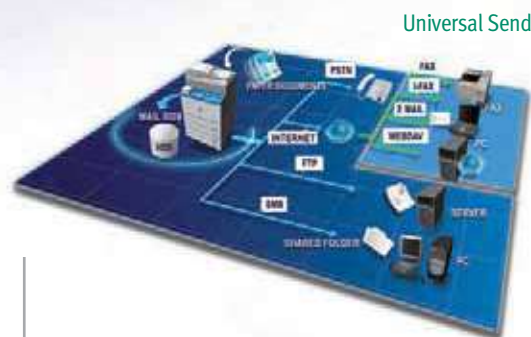 Universal Send
FAX
PSTN
I-FAX
PAPER DOCUMENTS
E-MAIL
MAIL BOX
INTERNET
WEBDAV
PC
HDD
FTP
SERVER
SMB
SHARED FOLDER
PC